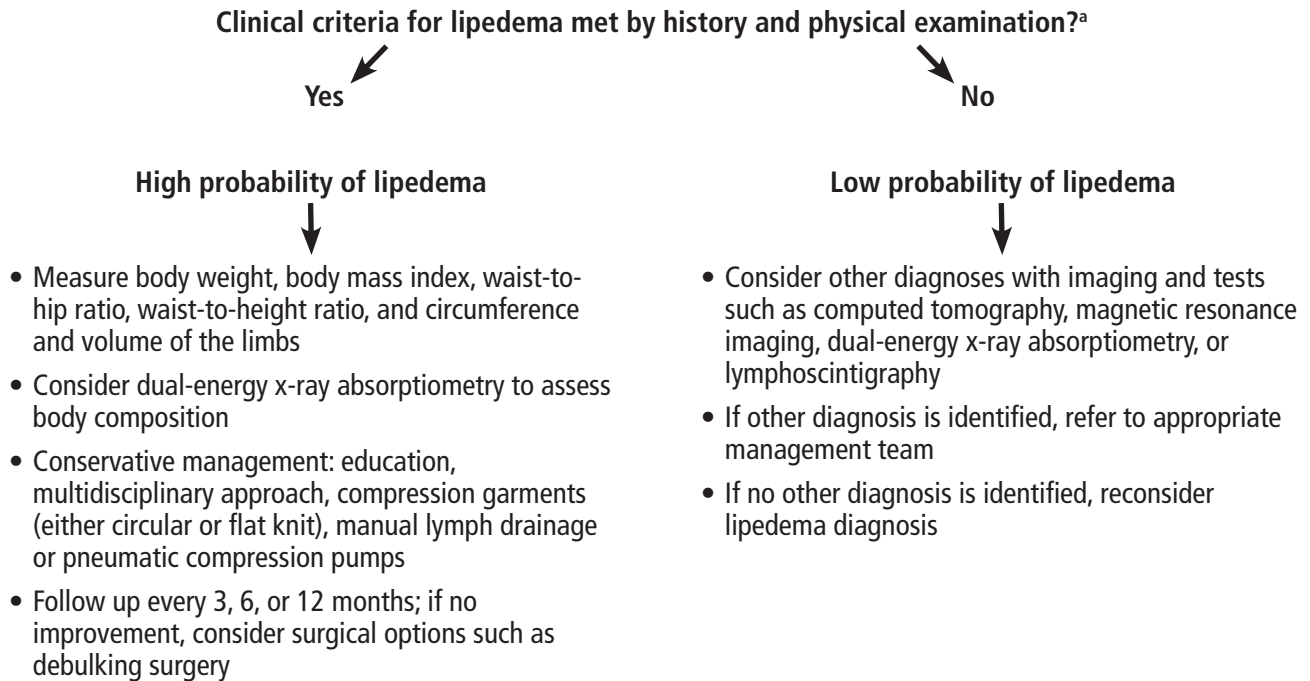 Clinical criteria for lipedema met by history and physical examination?ª
Yes
No
High probability of lipedema
Low probability of lipedema
• Measure body weight, body mass index, waist-to-
hip ratio, waist-to-height ratio, and circumference
and volume of the limbs
• Consider dual-energy x-ray absorptiometry to assess
body composition
• Conservative management: education,
multidisciplinary approach, compression garments
(either circular or flat knit), manual lymph drainage
or pneumatic compression pumps
• Follow up every 3, 6, or 12 months; if no
improvement, consider surgical options such as
debulking surgery
• Consider other diagnoses with imaging and tests
such as computed tomography, magnetic resonance
imaging, dual-energy x-ray absorptiometry, or
lymphoscintigraphy
• If other diagnosis is identified, refer to appropriate
management team
• If no other diagnosis is identified, reconsider
lipedema diagnosis